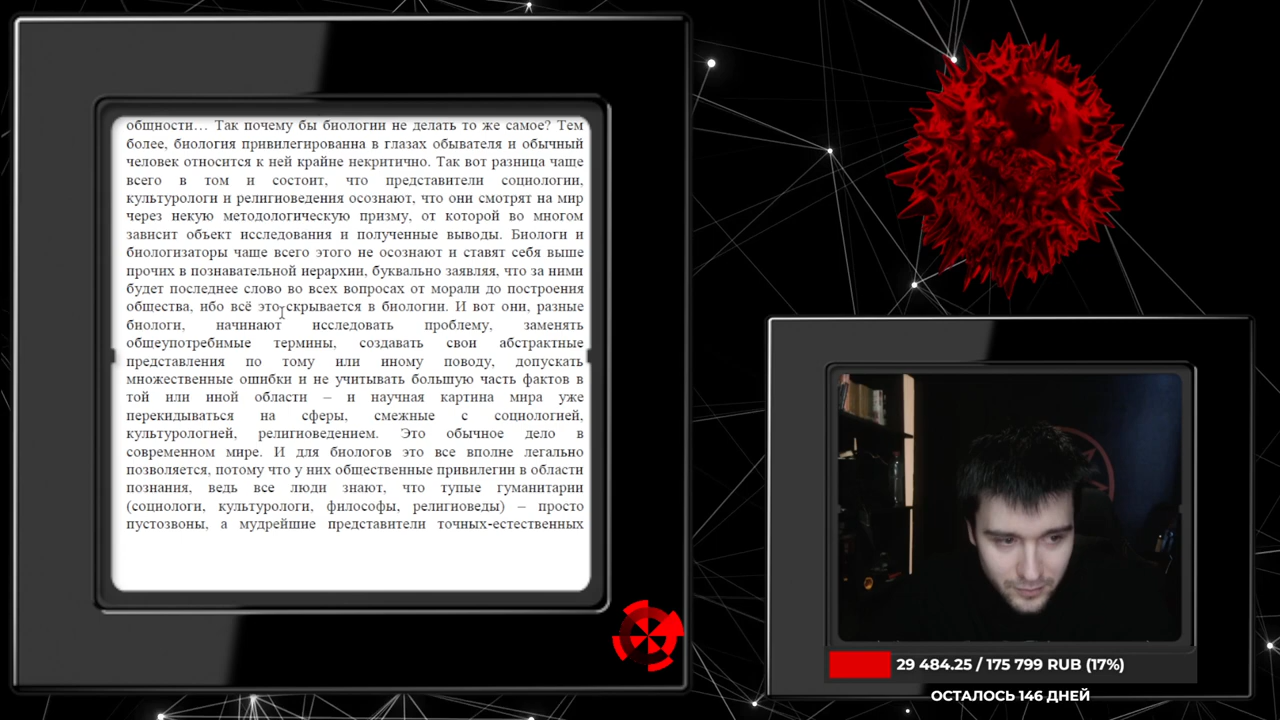 общности… Так почему бы биологии не делать то же самое? Тем
более, биология привилегированна в глазах обывателя и обычный
человек относится к ней крайне некритично. Так вот разница чаще
всего в том и состоит, что представители социологии,
культурологи и религиоведения осознают, что они смотрят на мир
через некую методологическую призму, от которой во многом
зависит объект исследования и полученные выводы. Биологи и
биологизаторы чаще всего этого не осознают и ставят себя выше
прочих в познавательной иерархии, буквально заявляя, что за ними
будет последнее слово во всех вопросах от морали до построения
общества, ибо всё это скрывается в биологии. И вот они, разные
биологи, начинают исследовать проблему, заменять
общеупотребимые термины, создавать свои абстрактные
представления по тому или иному поводу, допускать
множественные ошибки и не учитывать большую часть фактов в
той или иной области – и научная картина мира уже
перекидываться на сферы, смежные с социологией,
культурологией, религиоведением. Это обычное дело в
современном мире. И для биологов это все вполне легально
позволяется, потому что у них общественные привилегии в области
познания, ведь все люди знают, что тупые гуманитарии
(социологи, культурологи, философы, религиоведы) – просто
пустозвоны, а мудрейшие представители точных-естественных
29 484.25 / 175 799 RUB (17%)
ОСТАЛОСЬ 146 ДНЕЙ